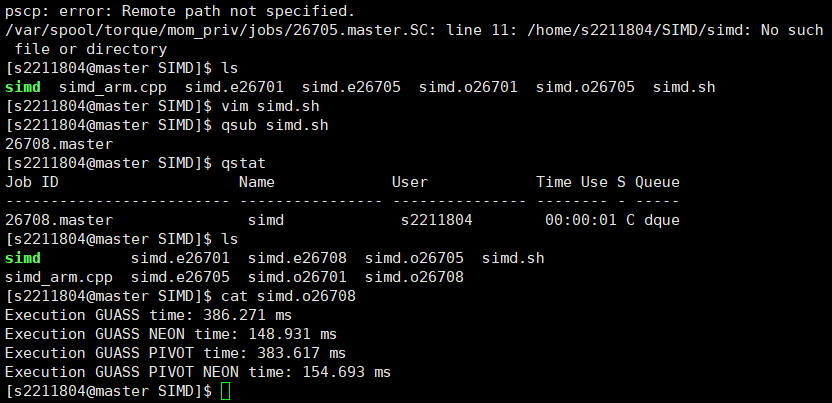 pscp: error: Remote path not specified.
/var/spool/torque/mom_priv/jobs/26705.master.SC: line 11: /home/s2211804/SIMD/simd: No such
 file or directory
[s2211804@master SIMD]$ ls
simd  simd_arm.cpp  simd.e26701  simd.e26705  simd.o26701  simd.o26705  simd.sh
[s2211804@master SIMD]$ vim simd.sh
[s2211804@master SIMD]$ qsub simd.sh
26708.master
[s2211804@master SIMD]$ qstat
Job ID                    Name             User            Time Use S Queue
------------------------- ---------------- --------------- -------- - -----
26708.master               simd             s2211804        00:00:01 C dque
[s2211804@master SIMD]$ ls
simd          simd.e26701  simd.e26708  simd.o26705  simd.sh
simd_arm.cpp  simd.e26705  simd.o26701  simd.o26708
[s2211804@master SIMD]$ cat simd.o26708
Execution GUASS time: 386.271 ms
Execution GUASS NEON time: 148.931 ms
Execution GUASS PIVOT time: 383.617 ms
Execution GUASS PIVOT NEON time: 154.693 ms
[s2211804@master SIMD]$